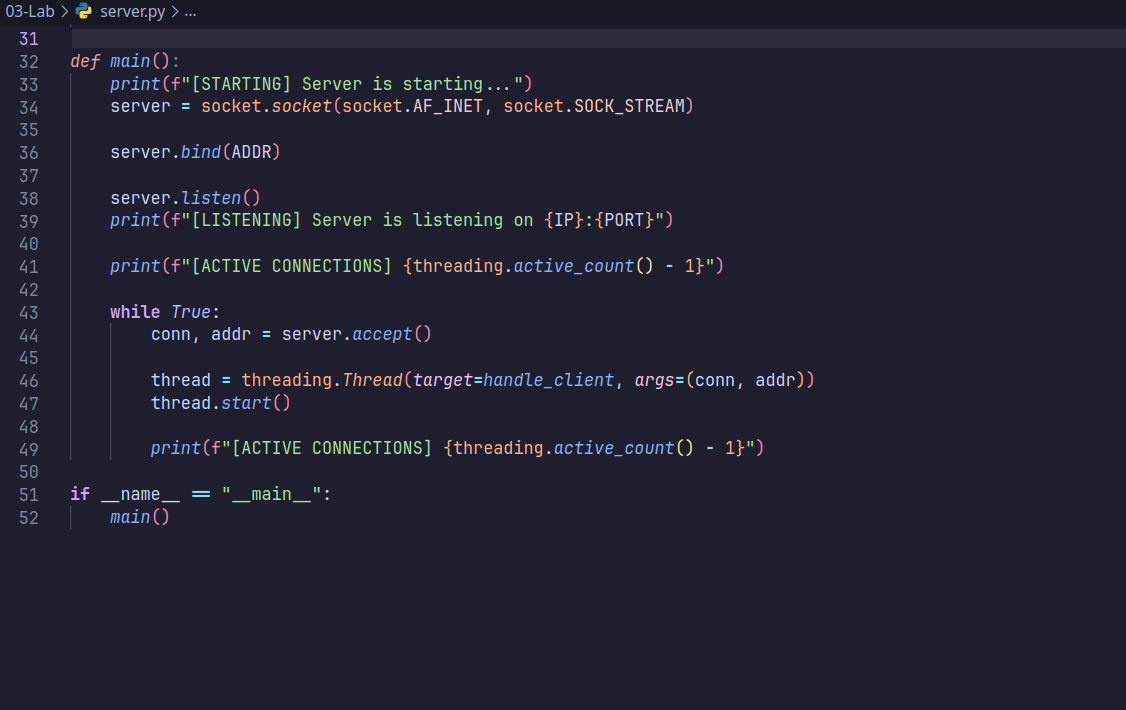 03-Lab > server.py > ...
31
32 def main():
33     print(f"[STARTING] Server is starting...")
34     server = socket.socket(socket.AF_INET, socket.SOCK_STREAM)
35
36     server.bind(ADDR)
37
38     server.listen()
39     print(f"[LISTENING] Server is listening on {IP}:{PORT}")
40
41     print(f"[ACTIVE CONNECTIONS] {threading.active_count() - 1}")
42
43     while True:
44         conn, addr = server.accept()
45
46         thread = threading.Thread(target=handle_client, args=(conn, addr))
47         thread.start()
48
49         print(f"[ACTIVE CONNECTIONS] {threading.active_count() - 1}")
50
51 if __name__ == "__main__":
52     main()